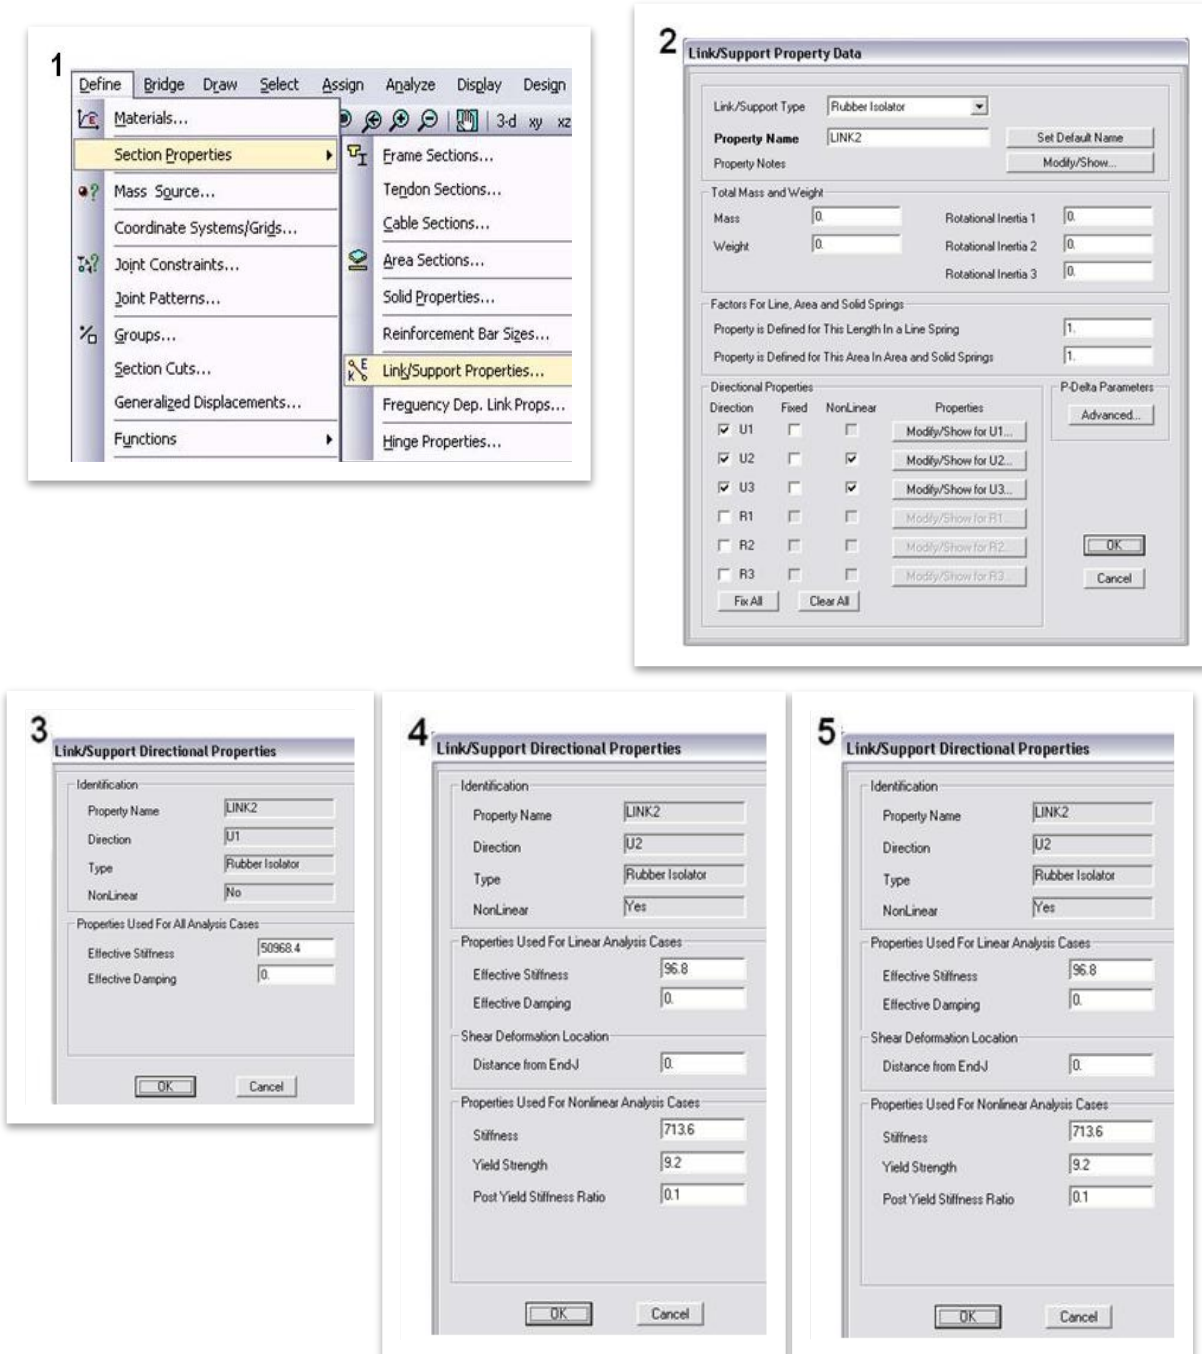 1
Define Bridge Draw Select Assign Analyze Display Design
Materials...
3-d xy xz
Section Properties
Frame Sections...
Mass Source...
Tendon Sections...
Coordinate Systems/Grids...
Cable Sections...
Joint Constraints...
Area Sections...
Joint Patterns...
Solid Properties...
Groups...
Reinforcement Bar Sizes...
Section Cuts...
Link/Support Properties...
Generalized Displacements...
Frequency Dep. Link Props...
Functions
Hinge Properties...
2
Link/Support Property Data
Link/Support Type Rubber Isolator
Property Name LINK2 Set Default Name
Property Notes Modify/Show...
Total Mass and Weight
Mass 0. Rotational Inertia 1 0.
Weight 0. Rotational Inertia 2 0.
Rotational Inertia 3 0.
Factors For Line, Area and Solid Springs
Property is Defined for This Length In a Line Spring 1.
Property is Defined for This Area In Area and Solid Springs 1.
Directional Properties P-Delta Parameters
Direction Fixed NonLinear Properties Advanced...
U1 Modify/Show for U1...
U2 Modify/Show for U2...
U3 Modify/Show for U3...
R1 Modify/Show for R1...
R2 Modify/Show for R2... OK
R3 Modify/Show for R3... Cancel
Fix All Clear All
3
Link/Support Directional Properties
Identification
Property Name LINK2
Direction U1
Type Rubber Isolator
NonLinear No
Properties Used For All Analysis Cases
Effective Stiffness 50968.4
Effective Damping 0.
OK Cancel
4
Link/Support Directional Properties
Identification
Property Name LINK2
Direction U2
Type Rubber Isolator
NonLinear Yes
Properties Used For Linear Analysis Cases
Effective Stiffness 96.8
Effective Damping 0.
Shear Deformation Location
Distance from End-J 0.
Properties Used For Nonlinear Analysis Cases
Stiffness 713.6
Yield Strength 9.2
Post Yield Stiffness Ratio 0.1
OK Cancel
5
Link/Support Directional Properties
Identification
Property Name LINK2
Direction U2
Type Rubber Isolator
NonLinear Yes
Properties Used For Linear Analysis Cases
Effective Stiffness 96.8
Effective Damping 0.
Shear Deformation Location
Distance from End-J 0.
Properties Used For Nonlinear Analysis Cases
Stiffness 713.6
Yield Strength 9.2
Post Yield Stiffness Ratio 0.1
OK Cancel